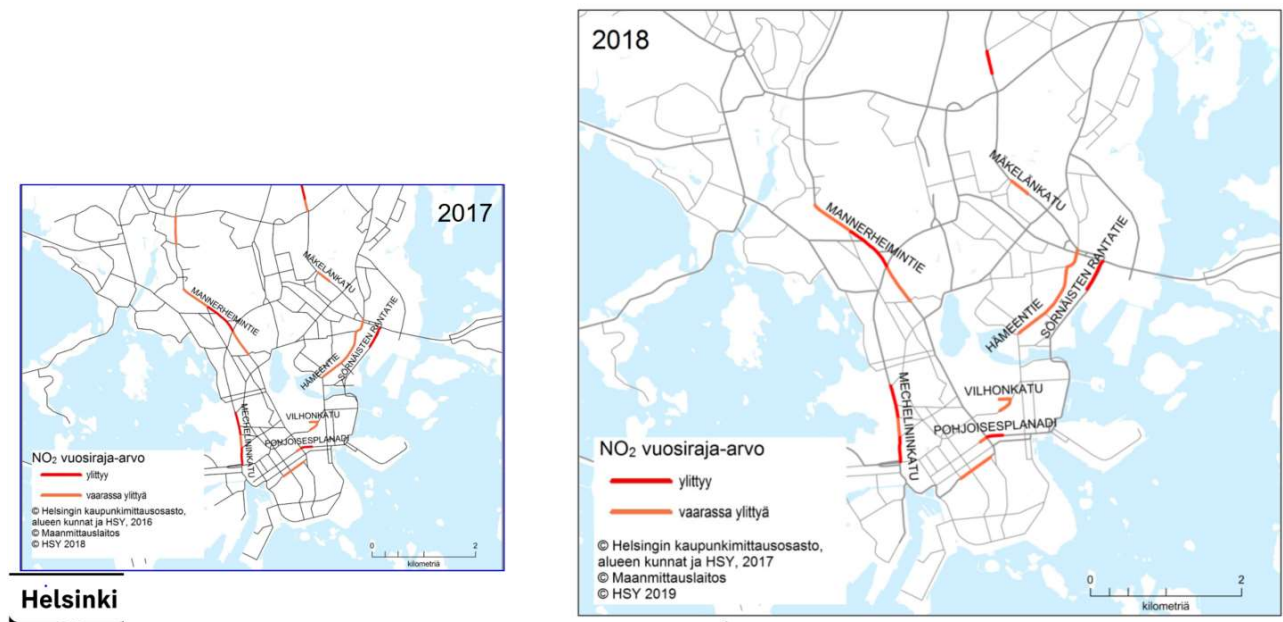 2017
MÄKELÄNKATU
MANNERHEIMINTIE
SÖRNÄISTEN RANTATIE
HÄMEENTIE
MECHELININKATU
VILHONKATU
POHJOISESPLANADI
NO₂ vuosiraja-arvo
ylittyy
vaarassa ylittyä
© Helsingin kaupunkimittausosasto,
alueen kunnat ja HSY, 2016
© Maanmittauslaitos
© HSY 2018
0 2
kilometriä
Helsinki
2018
MÄKELÄNKATU
MANNERHEIMINTIE
SÖRNÄISTEN RANTATIE
HÄMEENTIE
MECHELININKATU
VILHONKATU
POHJOISESPLANADI
NO₂ vuosiraja-arvo
ylittyy
vaarassa ylittyä
© Helsingin kaupunkimittausosasto,
alueen kunnat ja HSY, 2017
© Maanmittauslaitos
© HSY 2019
0 2
kilometriä